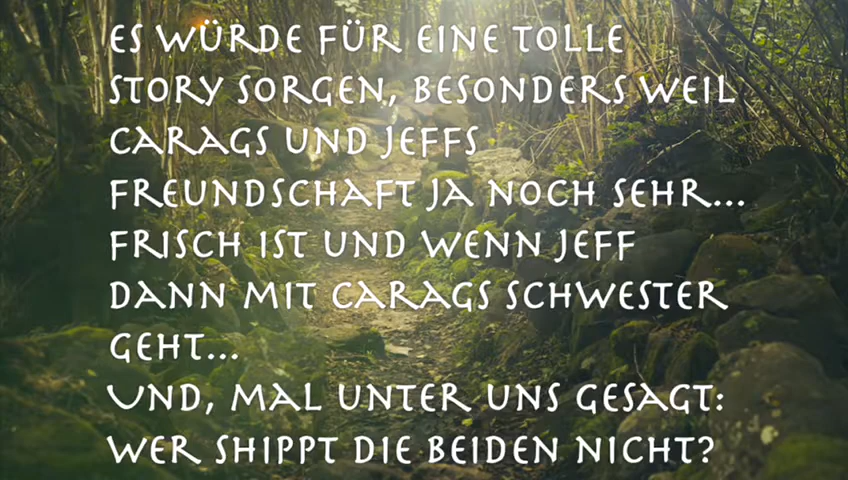 Es würde für eine tolle
Story sorgen, besonders weil
Carags und Jeffs
Freundschaft ja noch sehr...
frisch ist und wenn Jeff
dann mit Carags Schwester
geht...
Und, mal unter uns gesagt:
Wer shippt die beiden nicht?